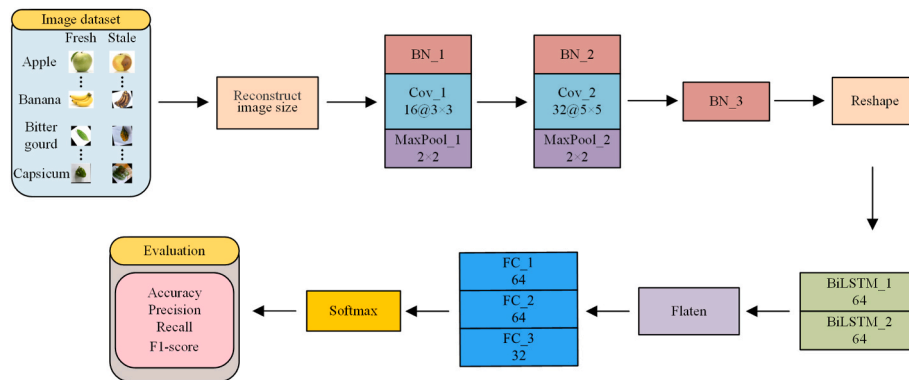 Image dataset
Fresh Stale
Apple
Banana
Bitter
gourd
Capsicum
Reconstruct
image size
BN_1
Cov_1
16@3×3
MaxPool_1
2×2
BN_2
Cov_2
32@5×5
MaxPool_2
2×2
BN_3
Reshape
BiLSTM_1
64
BiLSTM_2
64
Flaten
FC_1
64
FC_2
64
FC_3
32
Softmax
Evaluation
Accuracy
Precision
Recall
F1-score